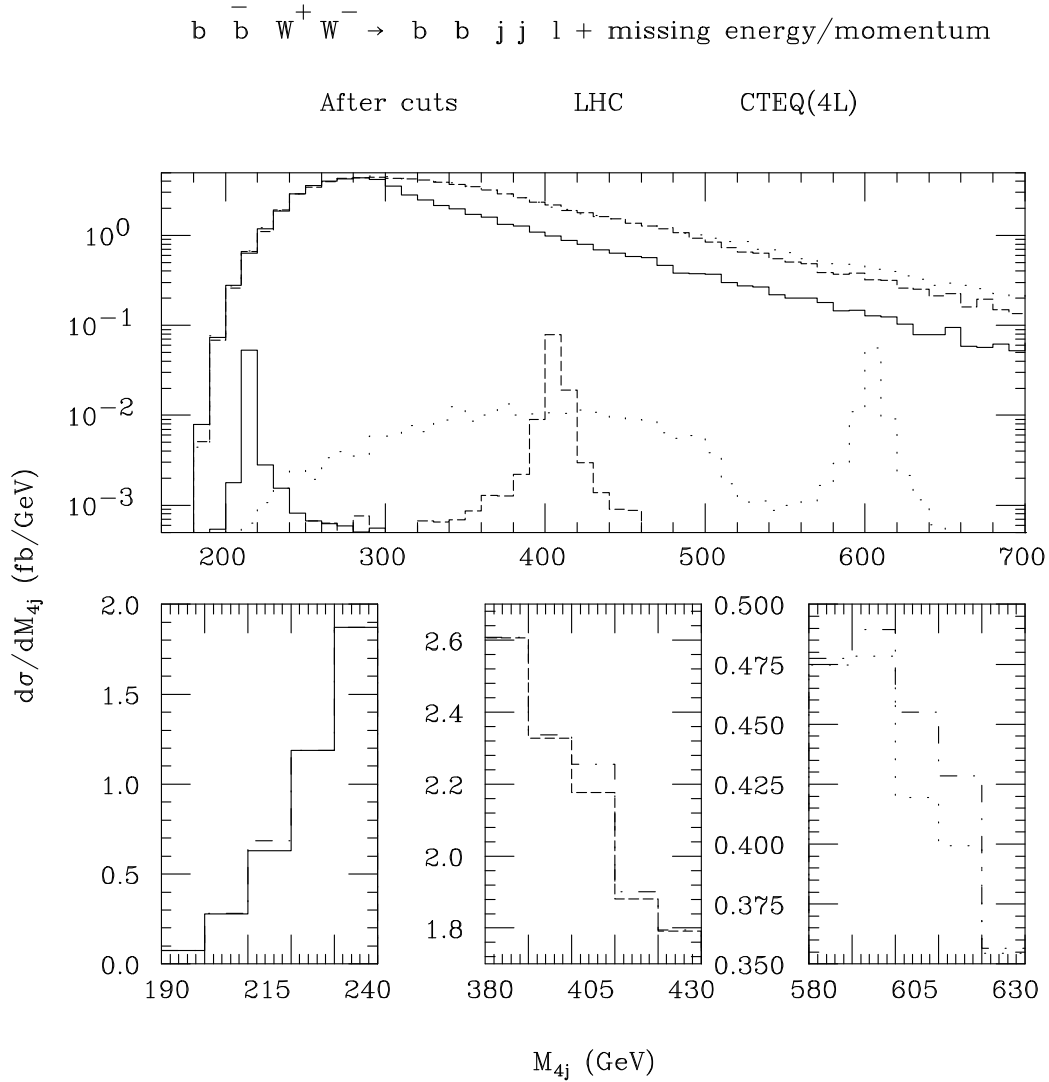 b b̄ W⁺ W⁻ → b b j j l + missing energy/momentum
After cuts LHC CTEQ(4L)
10⁰
10⁻¹
10⁻²
10⁻³
200 300 400 500 600 700
dσ/dM₄ⱼ (fb/GeV)
2.0
1.5
1.0
0.5
0.0
190 215 240
2.6
2.4
2.2
2.0
1.8
380 405 430
0.500
0.475
0.450
0.425
0.400
0.375
0.350
580 605 630
M₄ⱼ (GeV)